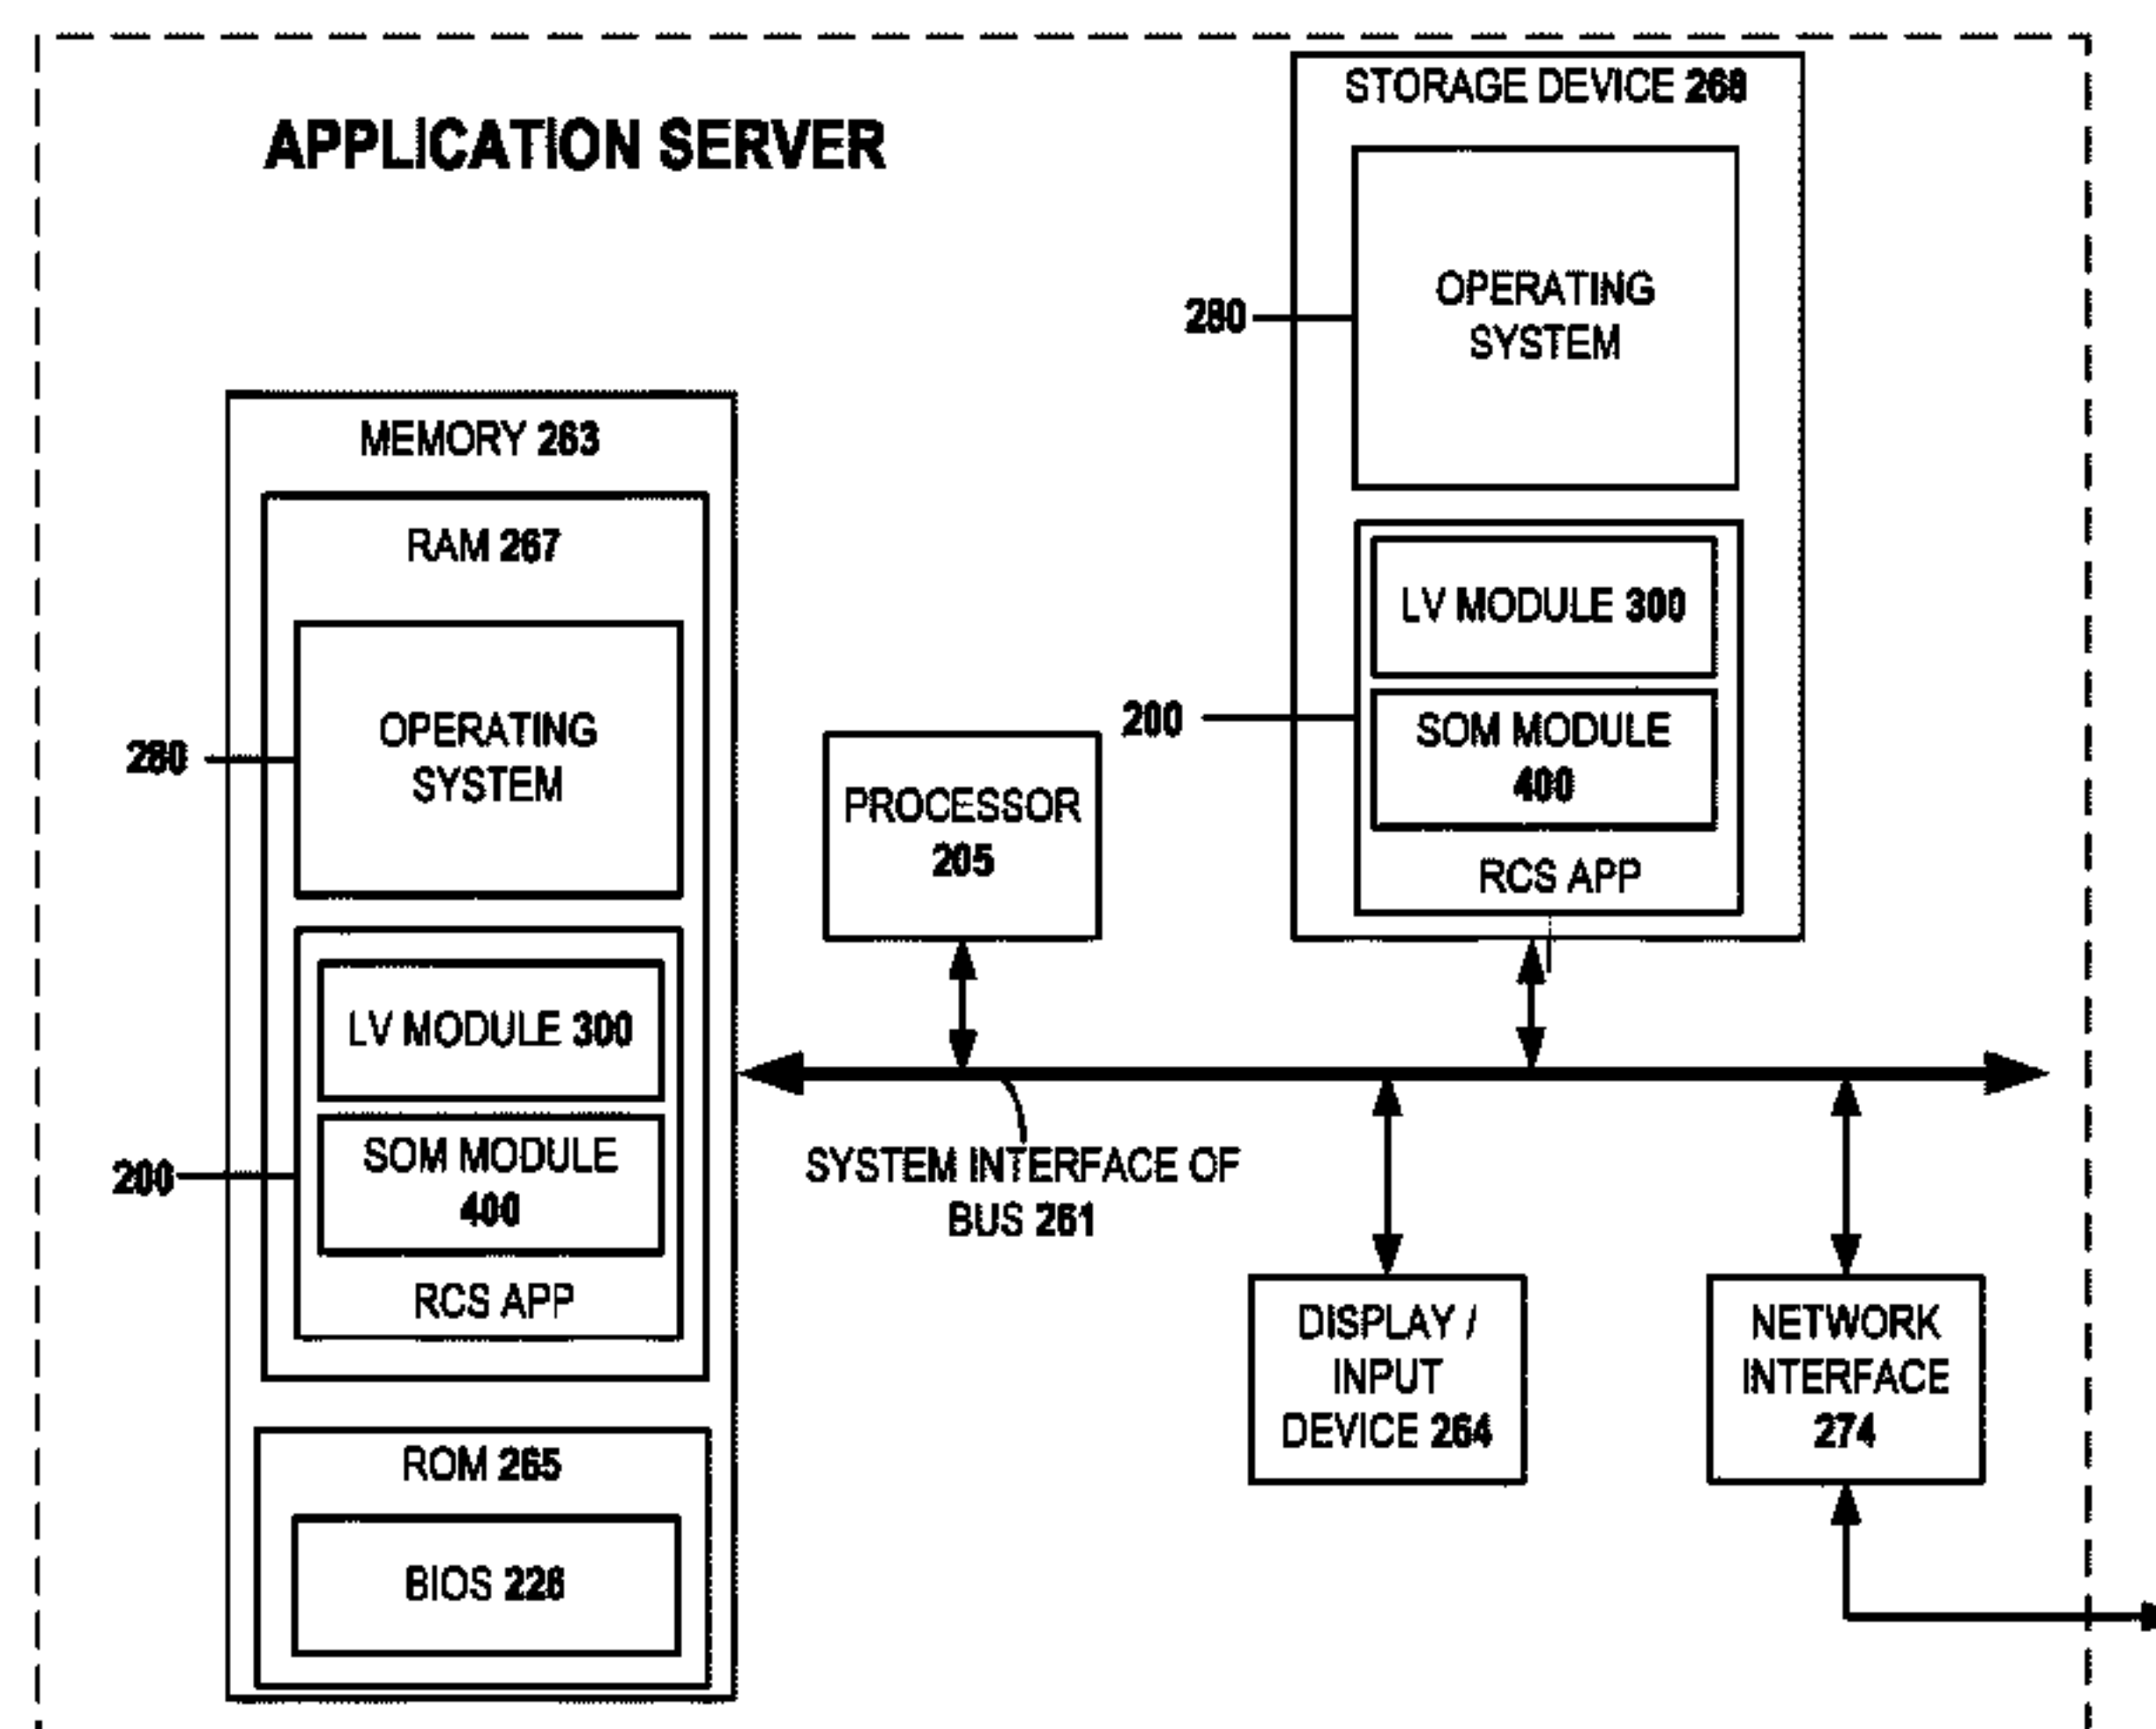 APPLICATION SERVER
STORAGE DEVICE 268
OPERATING
SYSTEM
280
LV MODULE 300
SOM MODULE
400
RCS APP
200
MEMORY 263
RAM 267
OPERATING
SYSTEM
280
LV MODULE 300
SOM MODULE
400
RCS APP
200
ROM 265
BIOS 226
PROCESSOR
205
SYSTEM INTERFACE OF
BUS 261
DISPLAY /
INPUT
DEVICE 264
NETWORK
INTERFACE
274